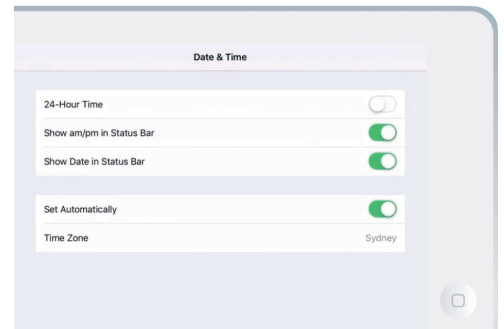 Date & Time
24-Hour Time
Show am/pm in Status Bar
Show Date in Status Bar
Set Automatically
Time Zone
Sydney